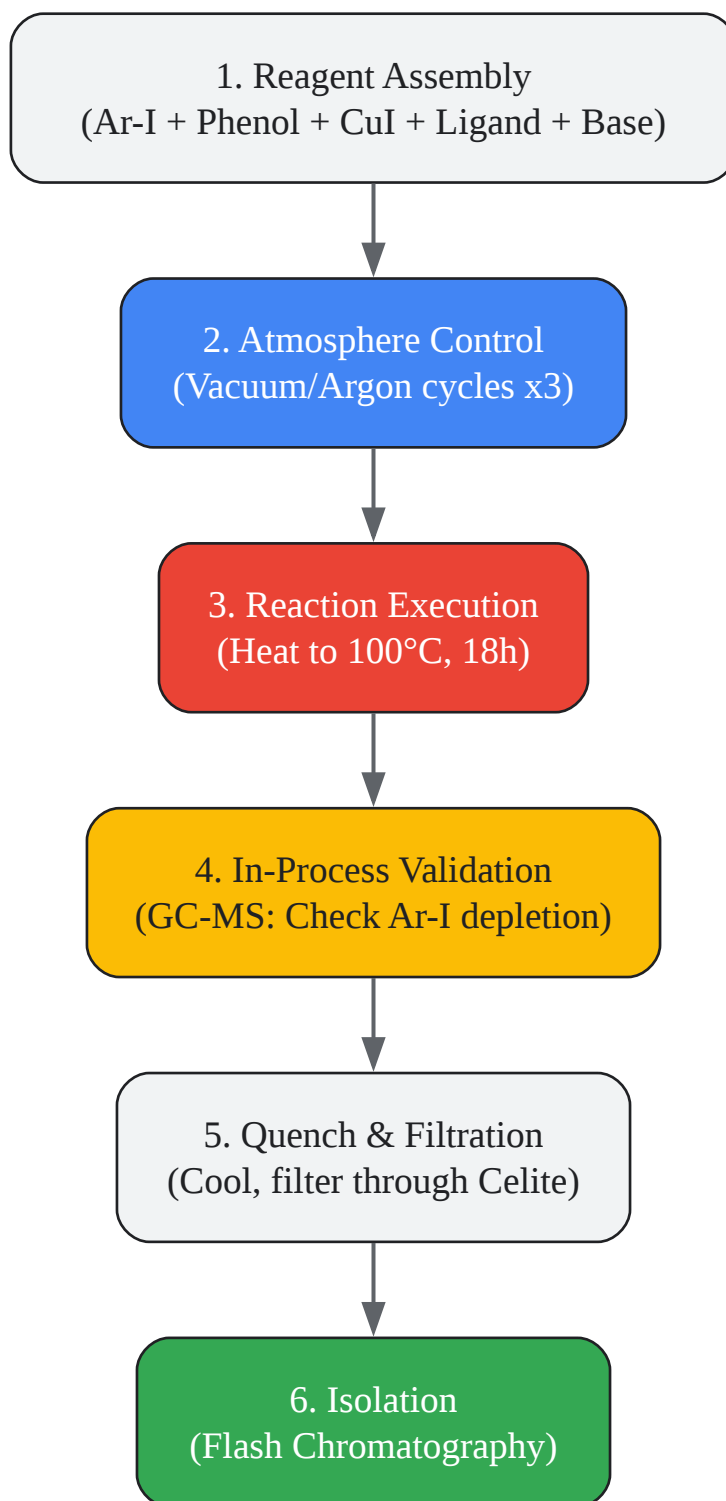 1. Reagent Assembly
(Ar-I + Phenol + CuI + Ligand + Base)
2. Atmosphere Control
(Vacuum/Argon cycles x3)
3. Reaction Execution
(Heat to 100°C, 18h)
4. In-Process Validation
(GC-MS: Check Ar-I depletion)
5. Quench & Filtration
(Cool, filter through Celite)
6. Isolation
(Flash Chromatography)